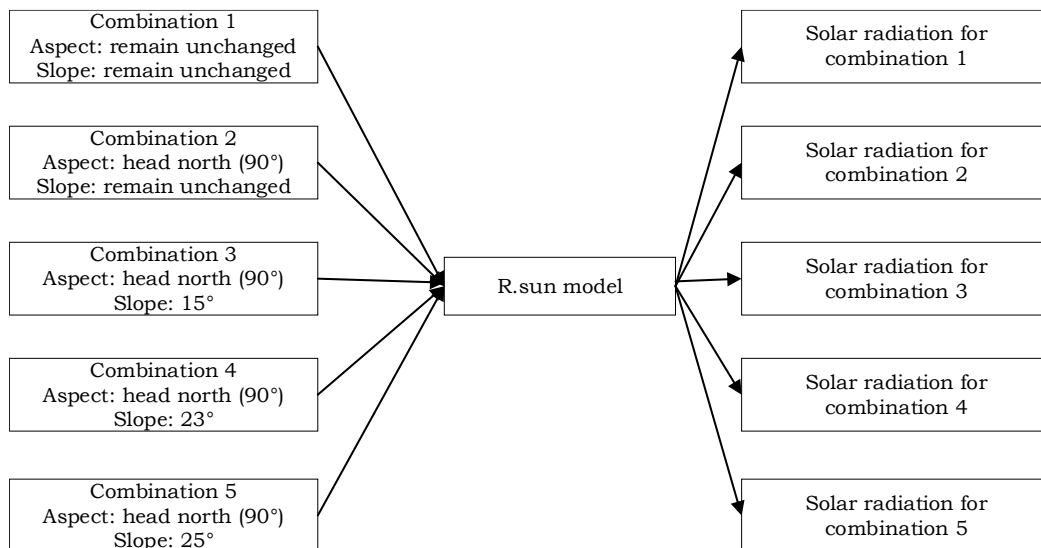 Combination 1
Aspect: remain unchanged
Slope: remain unchanged
Combination 2
Aspect: head north (90°)
Slope: remain unchanged
Combination 3
Aspect: head north (90°)
Slope: 15°
Combination 4
Aspect: head north (90°)
Slope: 23°
Combination 5
Aspect: head north (90°)
Slope: 25°
R.sun model
Solar radiation for
combination 1
Solar radiation for
combination 2
Solar radiation for
combination 3
Solar radiation for
combination 4
Solar radiation for
combination 5